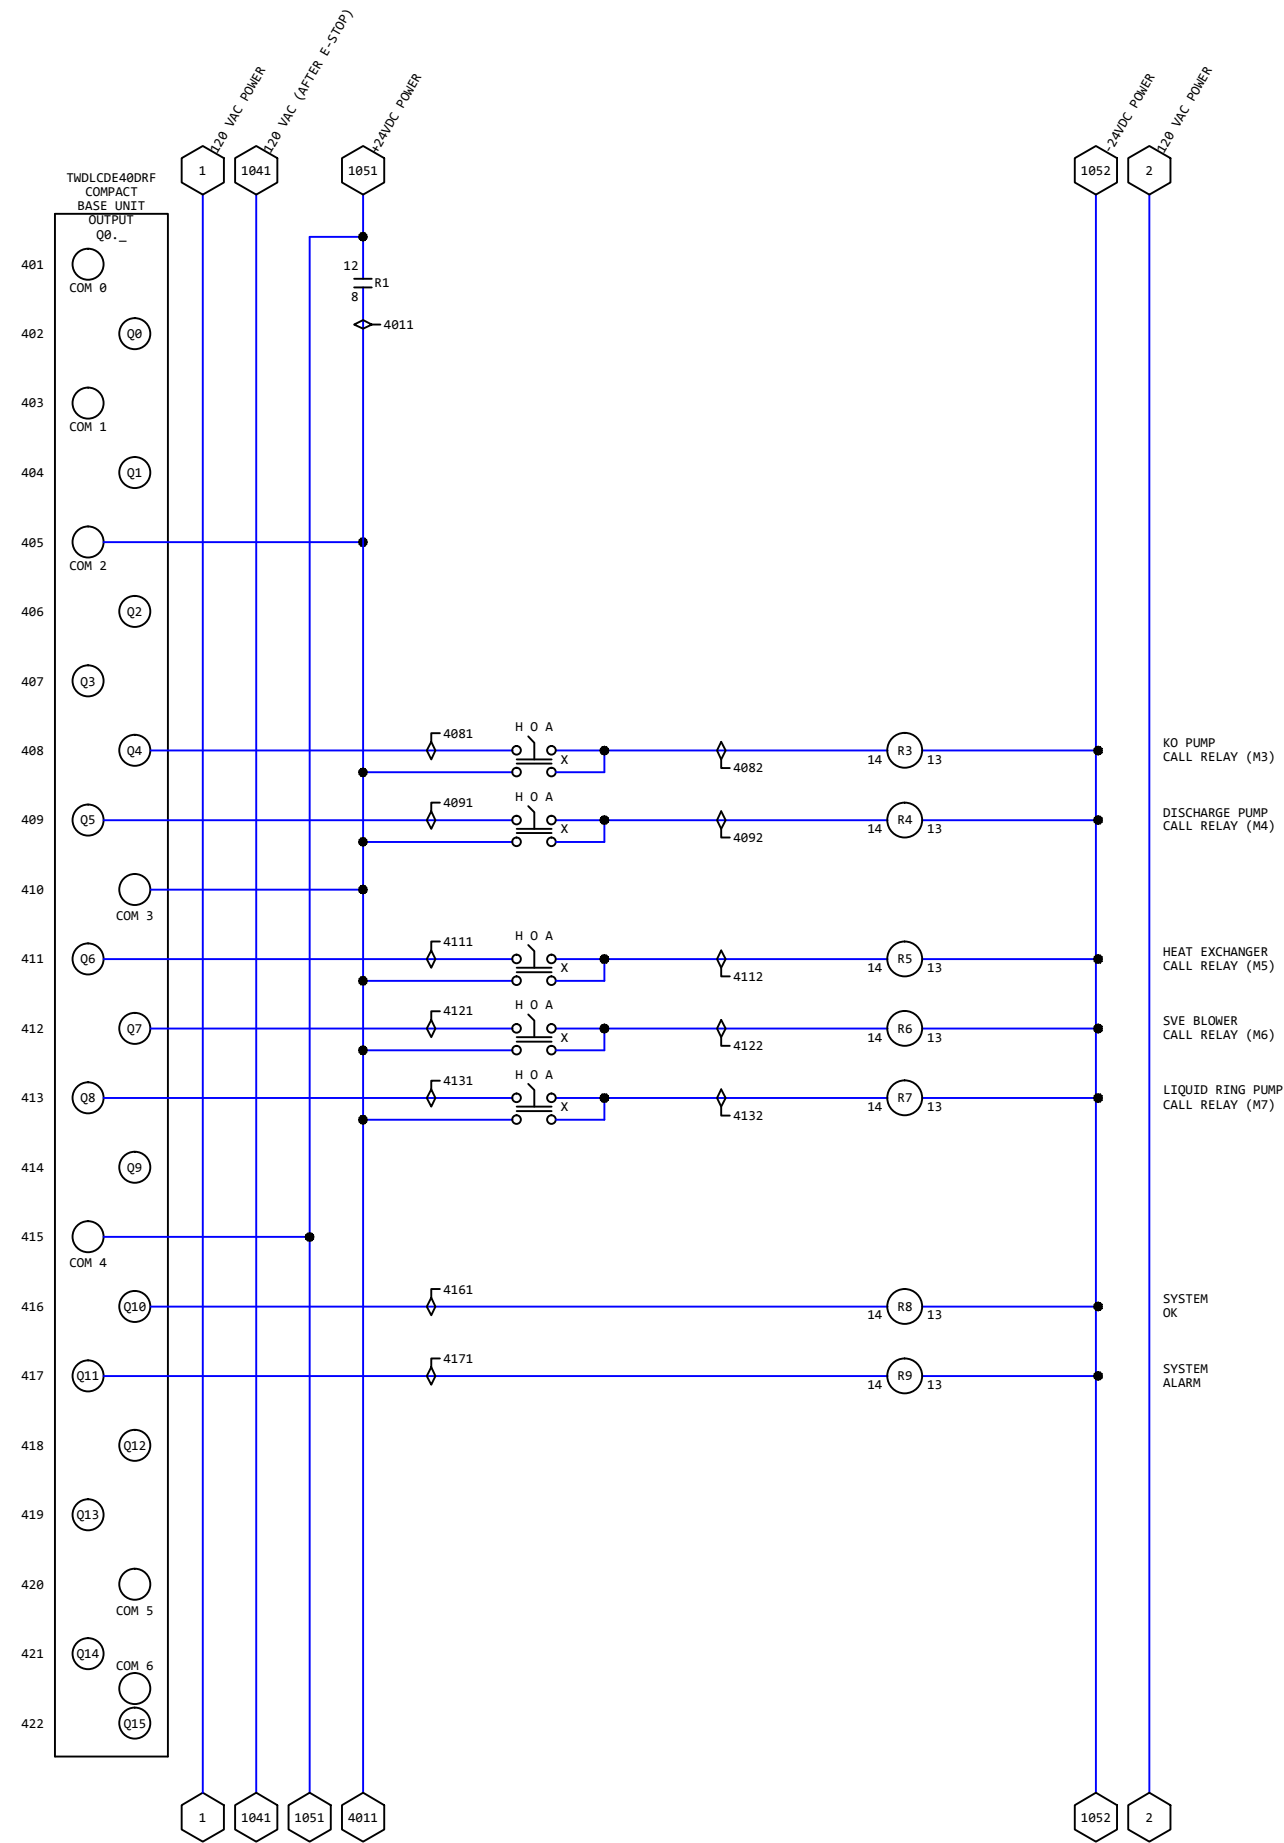 120 VAC POWER
120 VAC (AFTER E-STOP)
+24VDC POWER
-24VDC POWER
120 VAC POWER
1
1041
1051
1052
2
TWDLCDE40DRF
COMPACT
BASE UNIT
OUTPUT
Q0._
401
COM 0
12
R1
8
4011
402
Q0
403
COM 1
404
Q1
405
COM 2
406
Q2
407
Q3
408
Q4
4081
H O A
X
4082
14
R3
13
KO PUMP
CALL RELAY (M3)
409
Q5
4091
H O A
X
4092
14
R4
13
DISCHARGE PUMP
CALL RELAY (M4)
410
COM 3
411
Q6
4111
H O A
X
4112
14
R5
13
HEAT EXCHANGER
CALL RELAY (M5)
412
Q7
4121
H O A
X
4122
14
R6
13
SVE BLOWER
CALL RELAY (M6)
413
Q8
4131
H O A
X
4132
14
R7
13
LIQUID RING PUMP
CALL RELAY (M7)
414
Q9
415
COM 4
416
Q10
4161
14
R8
13
SYSTEM
OK
417
Q11
4171
14
R9
13
SYSTEM
ALARM
418
Q12
419
Q13
420
COM 5
421
Q14
COM 6
422
Q15
1
1041
1051
4011
1052
2